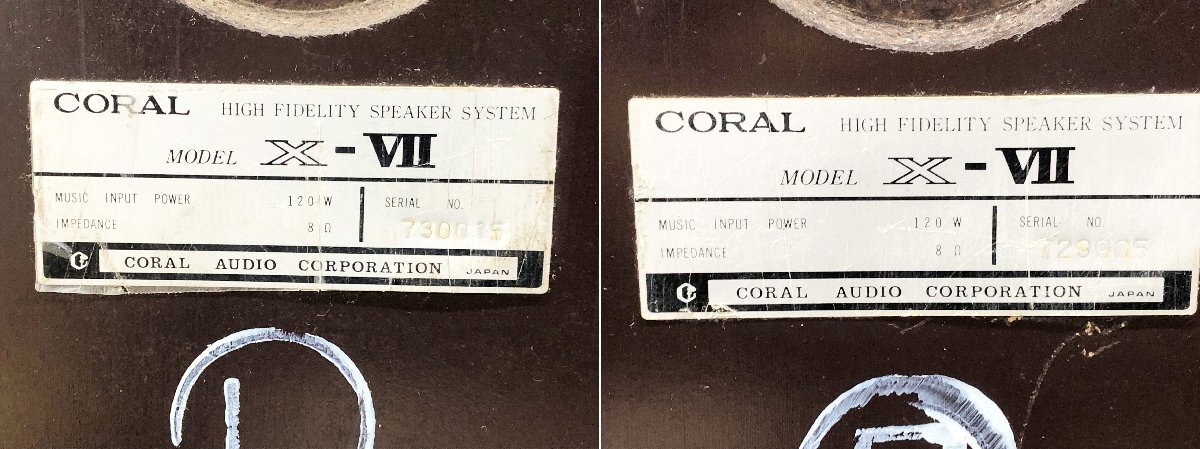 CORAL HIGH FIDELITY SPEAKER SYSTEM
MODEL X-VII
MUSIC INPUT POWER 120 W SERIAL NO.
IMPEDANCE 8 Ω 730015
CORAL AUDIO CORPORATION JAPAN
L
CORAL HIGH FIDELITY SPEAKER SYSTEM
MODEL X-VII
MUSIC INPUT POWER 120 W SERIAL NO.
IMPEDANCE 8 Ω 729905
CORAL AUDIO CORPORATION JAPAN